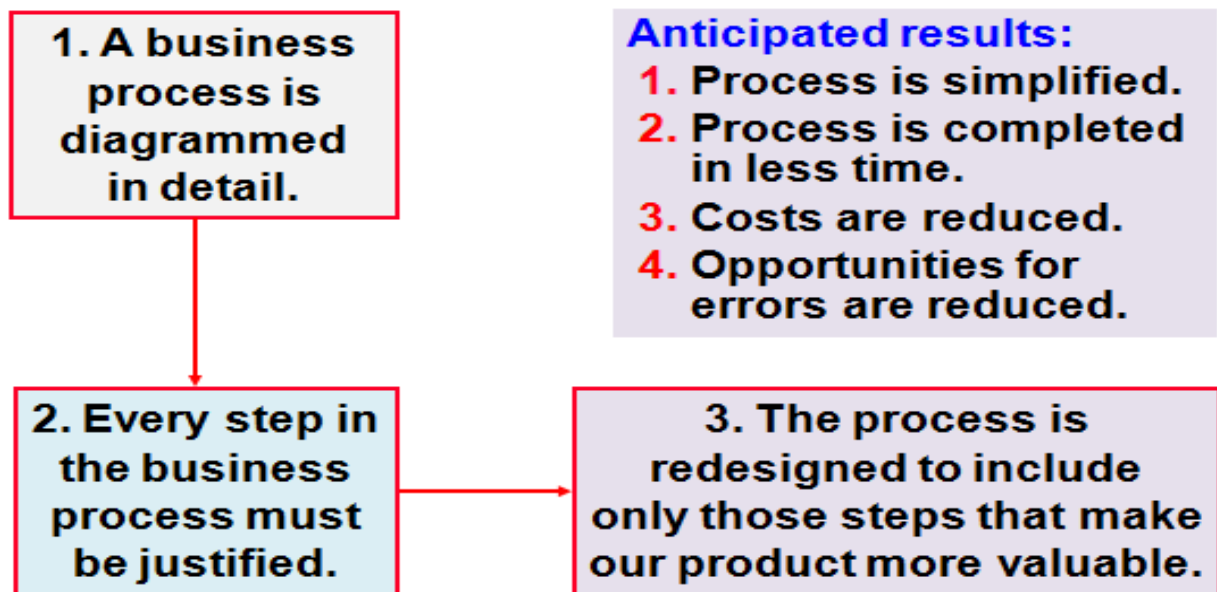 1. A business
process is
diagrammed
in detail.
Anticipated results:
1. Process is simplified.
2. Process is completed
in less time.
3. Costs are reduced.
4. Opportunities for
errors are reduced.
2. Every step in
the business
process must
be justified.
3. The process is
redesigned to include
only those steps that make
our product more valuable.